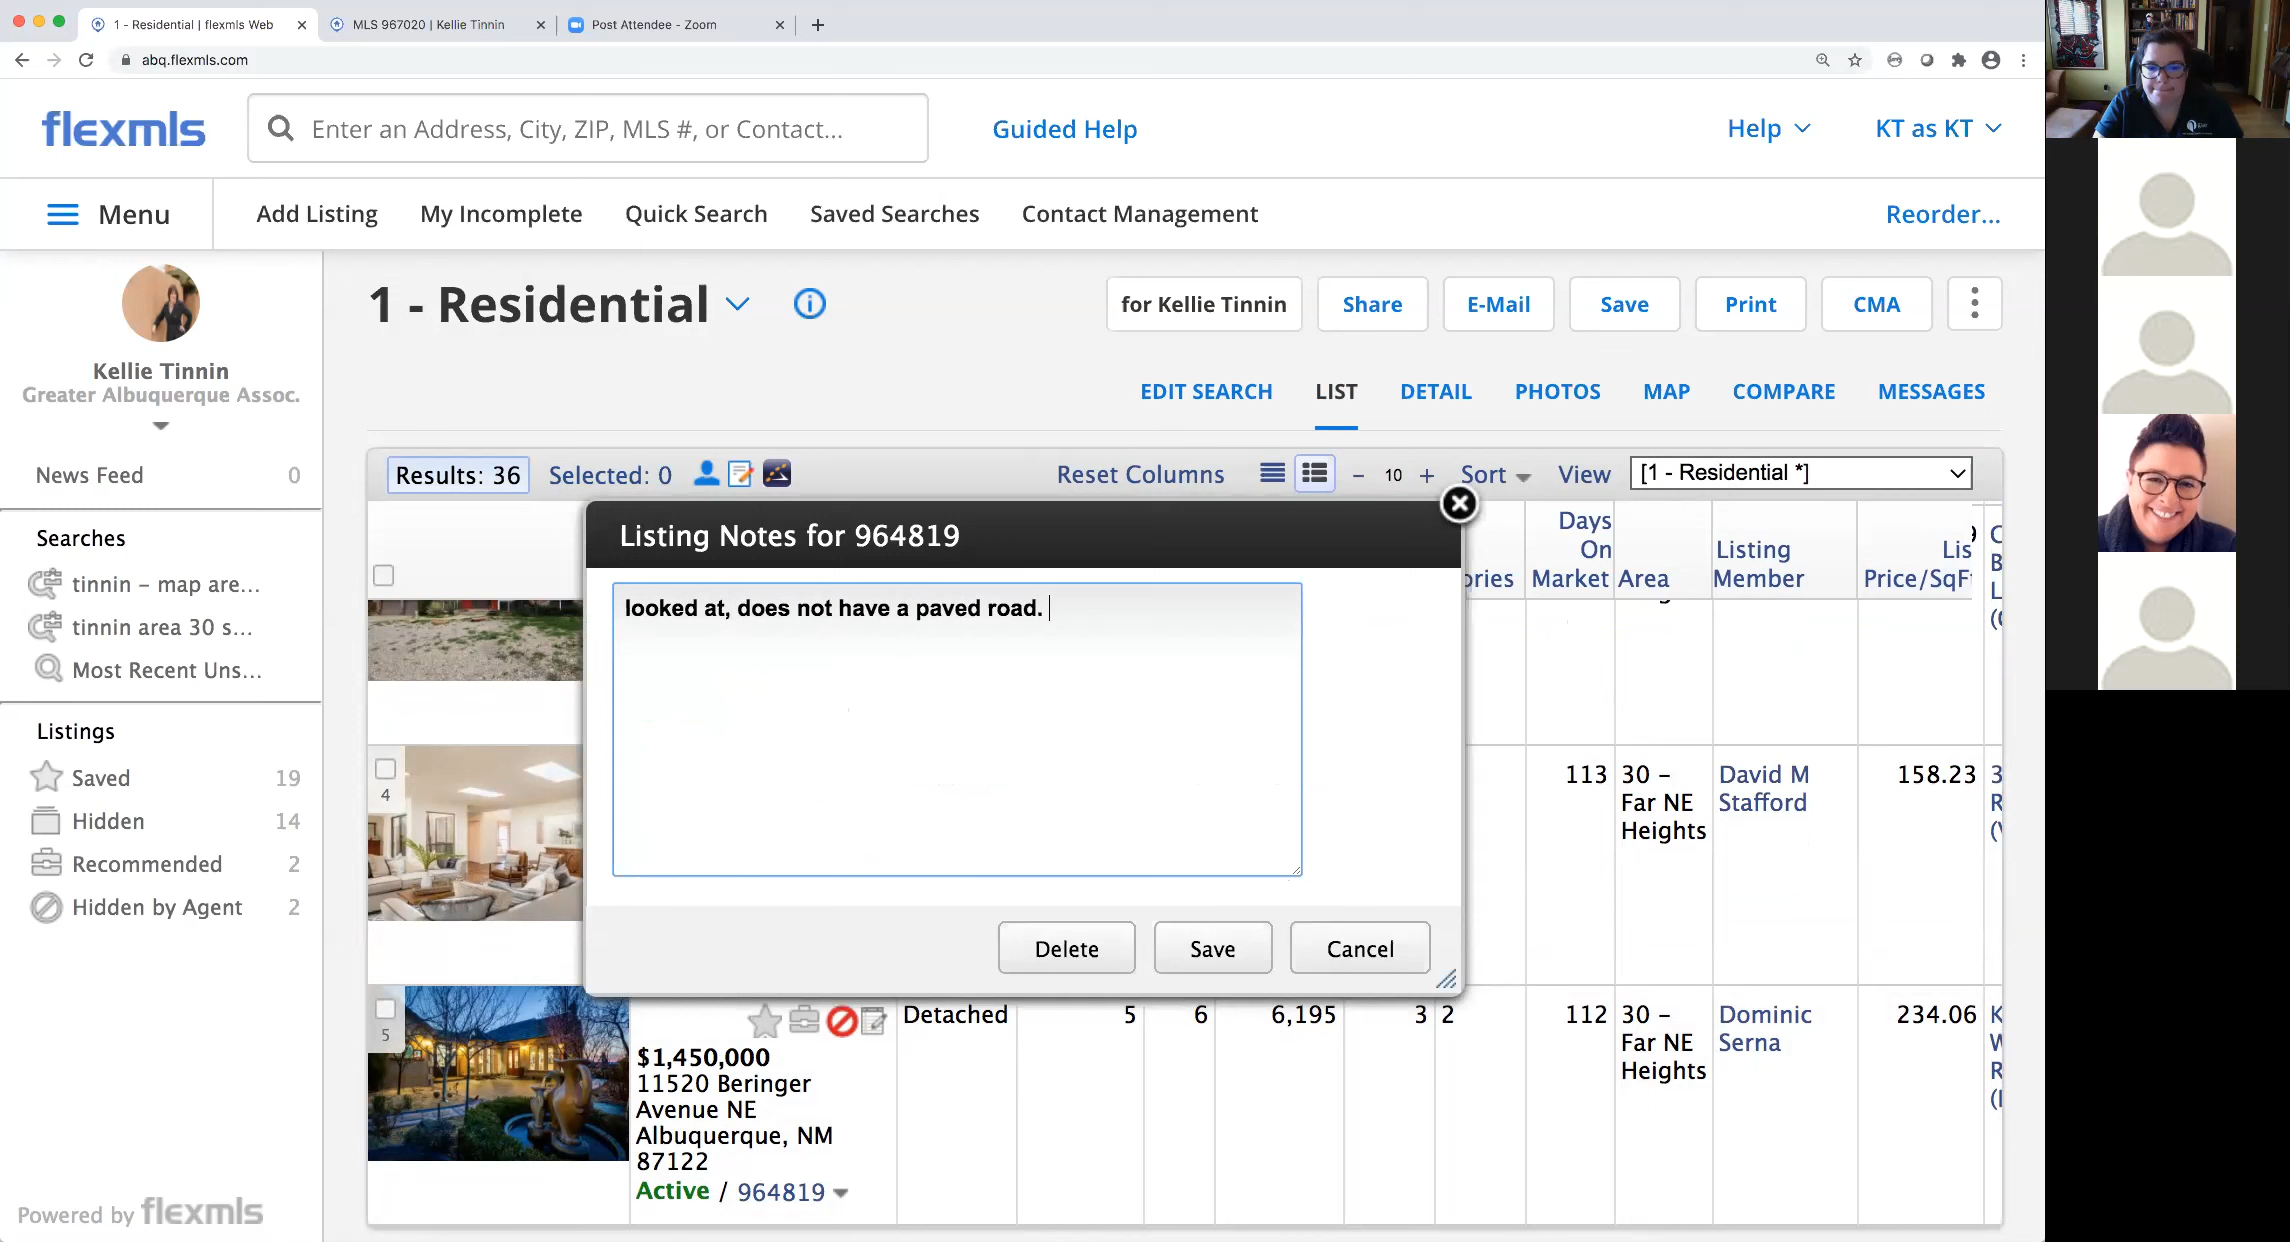 1 - Residential | flexmls Web
MLS 967020 | Kellie Tinnin
Post Attendee - Zoom
abq.flexmls.com
flexmls
Enter an Address, City, ZIP, MLS #, or Contact...
Guided Help
Help
KT as KT
Menu
Add Listing
My Incomplete
Quick Search
Saved Searches
Contact Management
Reorder...
Kellie Tinnin
Greater Albuquerque Assoc.
News Feed 0
Searches
tinnin – map are...
tinnin area 30 s...
Most Recent Uns...
Listings
Saved 19
Hidden 14
Recommended 2
Hidden by Agent 2
Powered by flexmls
1 - Residential
for Kellie Tinnin
Share
E-Mail
Save
Print
CMA
EDIT SEARCH
LIST
DETAIL
PHOTOS
MAP
COMPARE
MESSAGES
Results: 36
Selected: 0
Reset Columns
– 10 +
Sort
View
[1 - Residential *]
Days
On
Market
Area
Listing
Member
Lis
Price/SqFt
Listing Notes for 964819
looked at, does not have a paved road.
Delete
Save
Cancel
4
113
30 –
Far NE
Heights
David M
Stafford
158.23
5
$1,450,000
11520 Beringer
Avenue NE
Albuquerque, NM
87122
Active / 964819
Detached
5
6
6,195
3
2
112
30 –
Far NE
Heights
Dominic
Serna
234.06